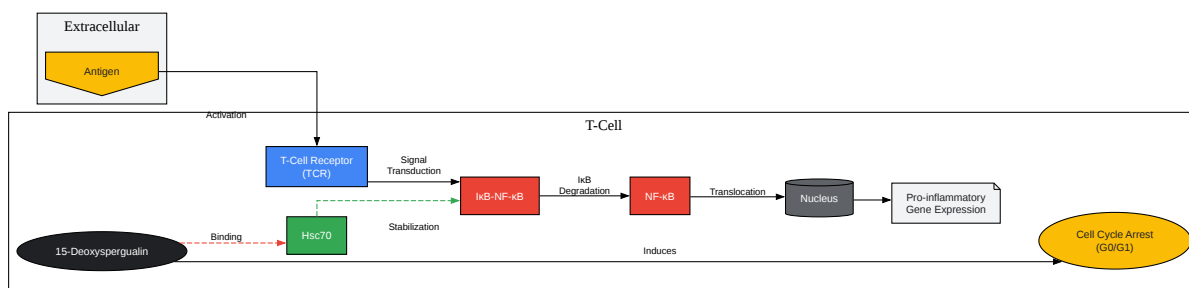 Extracellular
Antigen
Activation
T-Cell
T-Cell Receptor
(TCR)
Signal
Transduction
IκB-NF-κB
IκB
Degradation
NF-κB
Translocation
Nucleus
Pro-inflammatory
Gene Expression
Stabilization
Hsc70
Binding
15-Deoxyspergualin
Induces
Cell Cycle Arrest
(G0/G1)